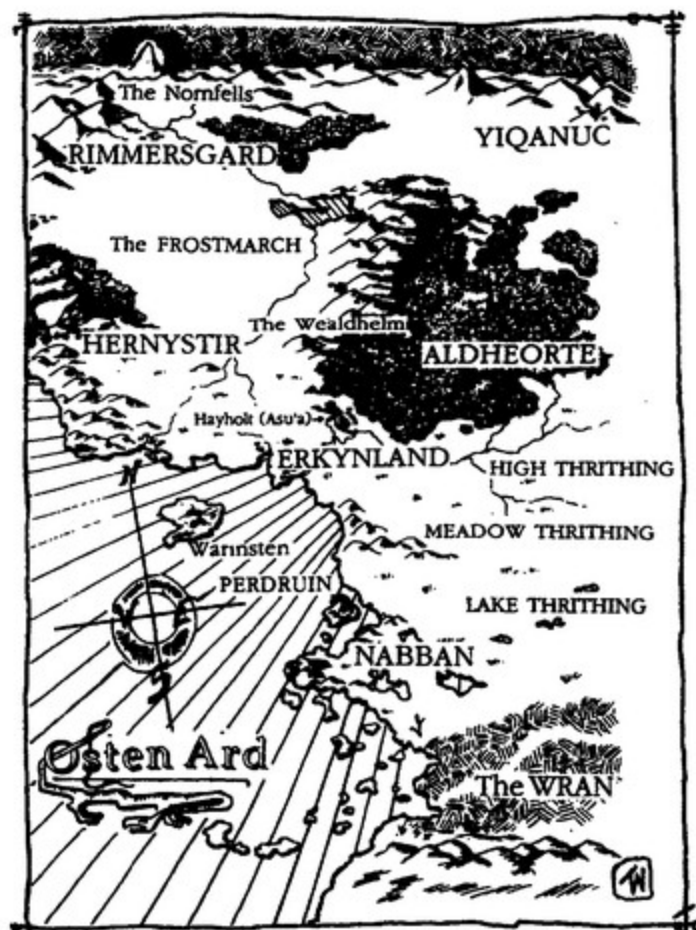 The Nornfells
YIQANUC
RIMMERSGARD
The FROSTMARCH
The Wealdhelm
HERNYSTIR
ALDHEORTE
Hayholt (Asu'a)
ERKYNLAND
HIGH THRITHING
N
MEADOW THRITHING
Warinsten
PERDRUIN
LAKE THRITHING
NABBAN
Osten Ard
The WRAN
TW